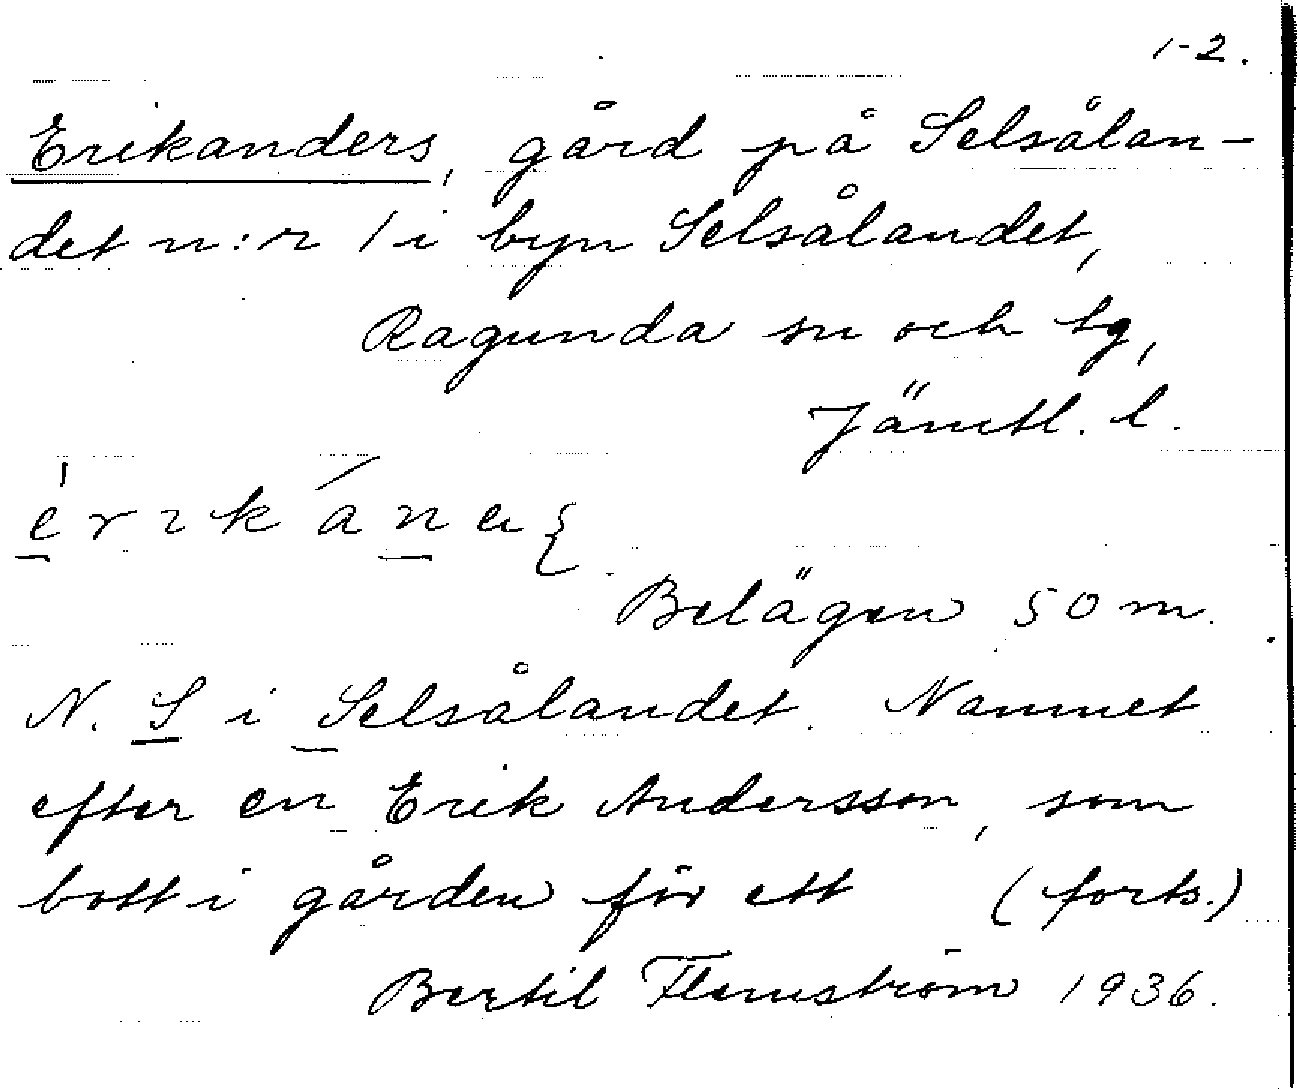 1-2.
Erikanders, gård på Selsålan-
det n:r 1 i byn Selsålandet,
Ragunda sn och tg,
Jämtl. l.
Belägen 50 m.
N. S i Selsålandet. Namnet
efter en Erik Andersson, som
bott i gården för ett (forts.)
Bertil Flemström 1936.